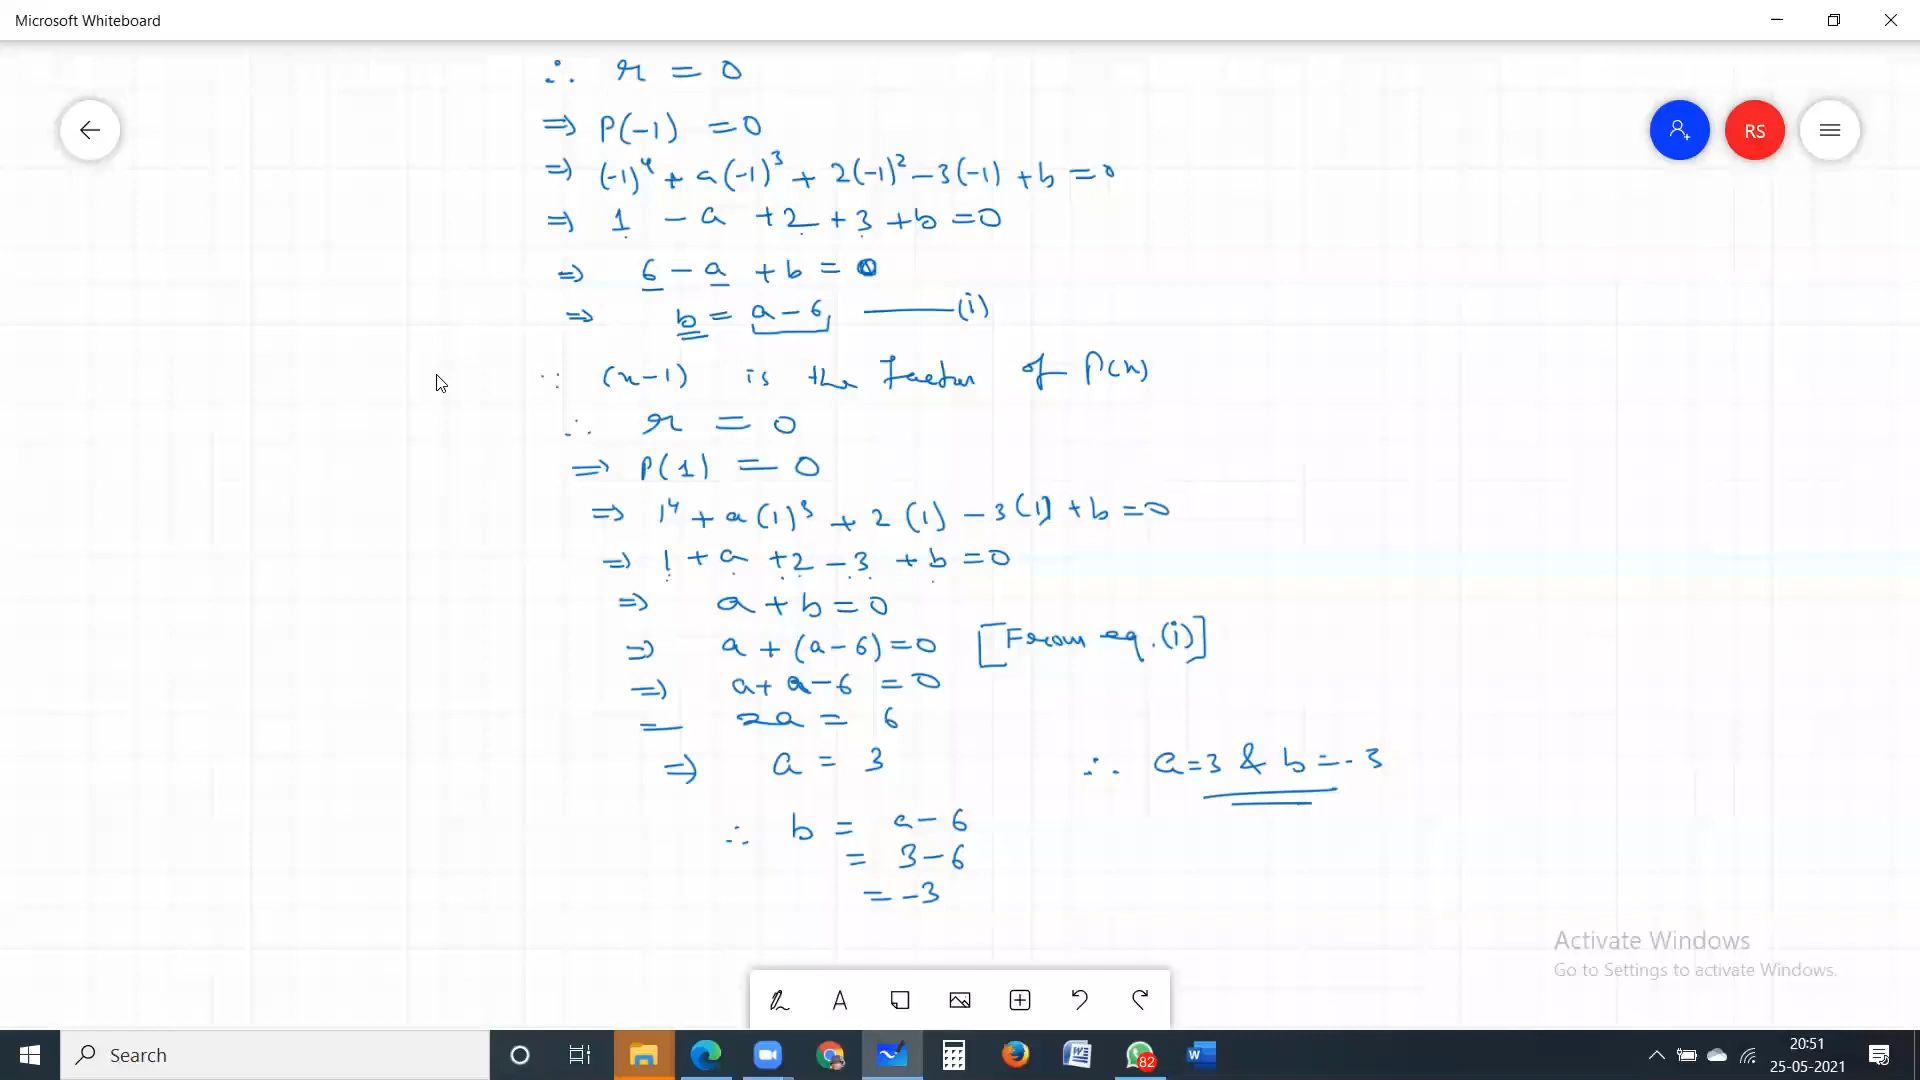 Microsoft Whiteboard
∴ r = 0
⇒ P(-1) = 0
⇒ (-1)⁴ + a(-1)³ + 2(-1)² - 3(-1) + b = 0
⇒ 1 - a + 2 + 3 + b = 0
⇒ 6 - a + b = 0
⇒ b = a - 6 ——(i)
∵ (x-1) is the factor of P(x)
∴ r = 0
⇒ P(1) = 0
⇒ 1⁴ + a(1)³ + 2(1) - 3(1) + b = 0
⇒ 1 + a + 2 - 3 + b = 0
⇒ a + b = 0
⇒ a + (a - 6) = 0 [From eq.(i)]
⇒ a + a - 6 = 0
= 2a = 6
⇒ a = 3
∴ a = 3 & b = -3
∴ b = a - 6
= 3 - 6
= -3
RS
Activate Windows
Go to Settings to activate Windows.
Search
82
20:51
25-05-2021